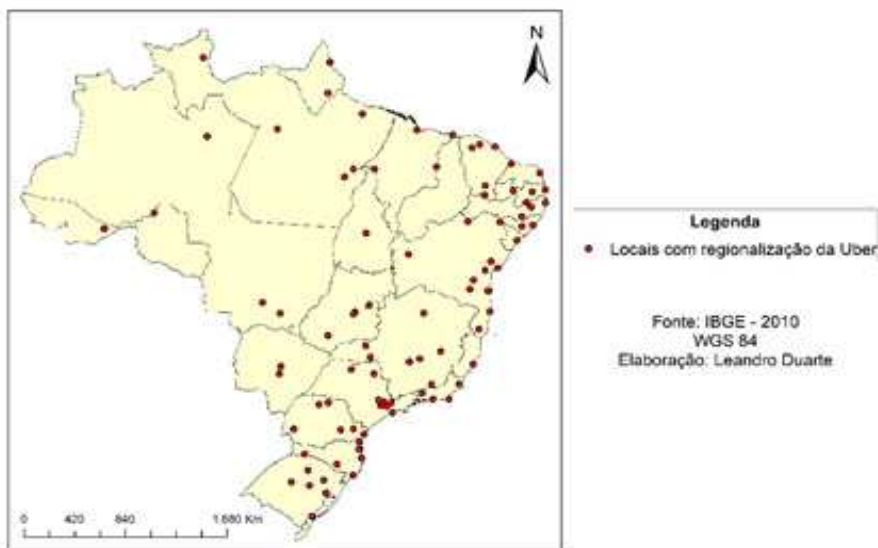 N
Legenda
Locais com regionalização da Uber
Fonte: IBGE - 2010
WGS 84
Elaboração: Leandro Duarte
0 420 840 1.680 Km